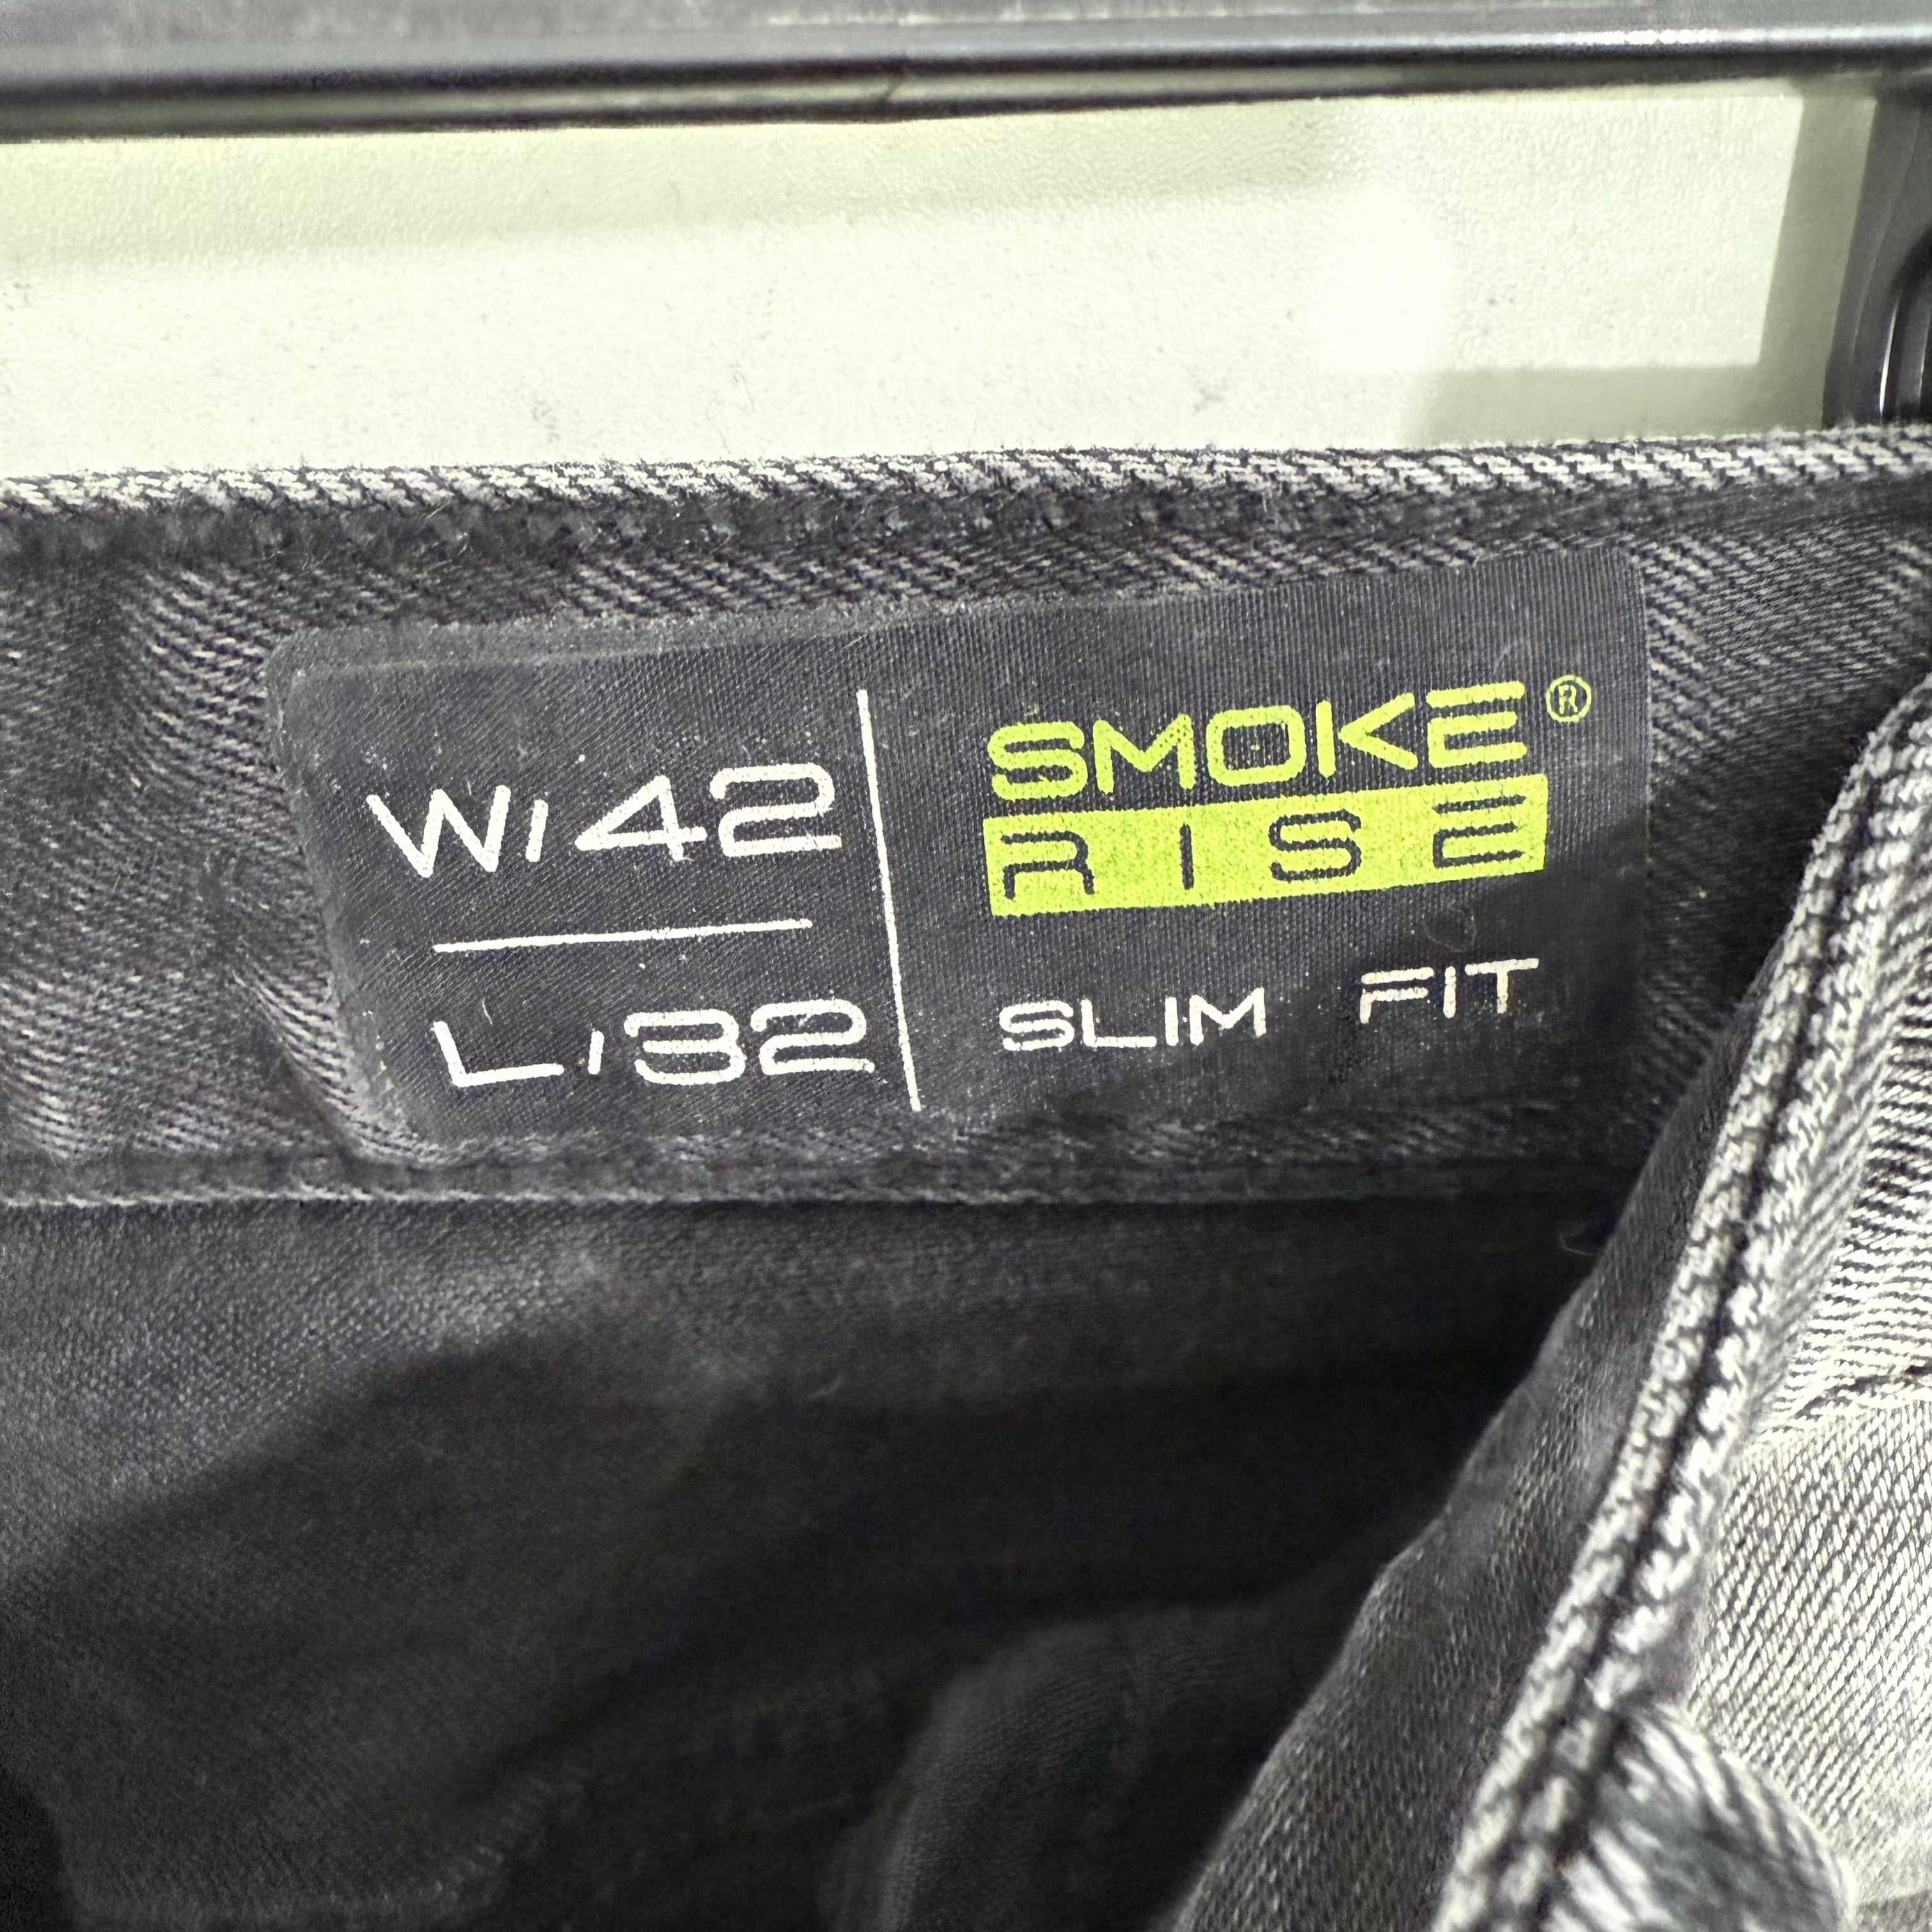 W/42
L/32
SMOKE®
RISE
SLIM FIT